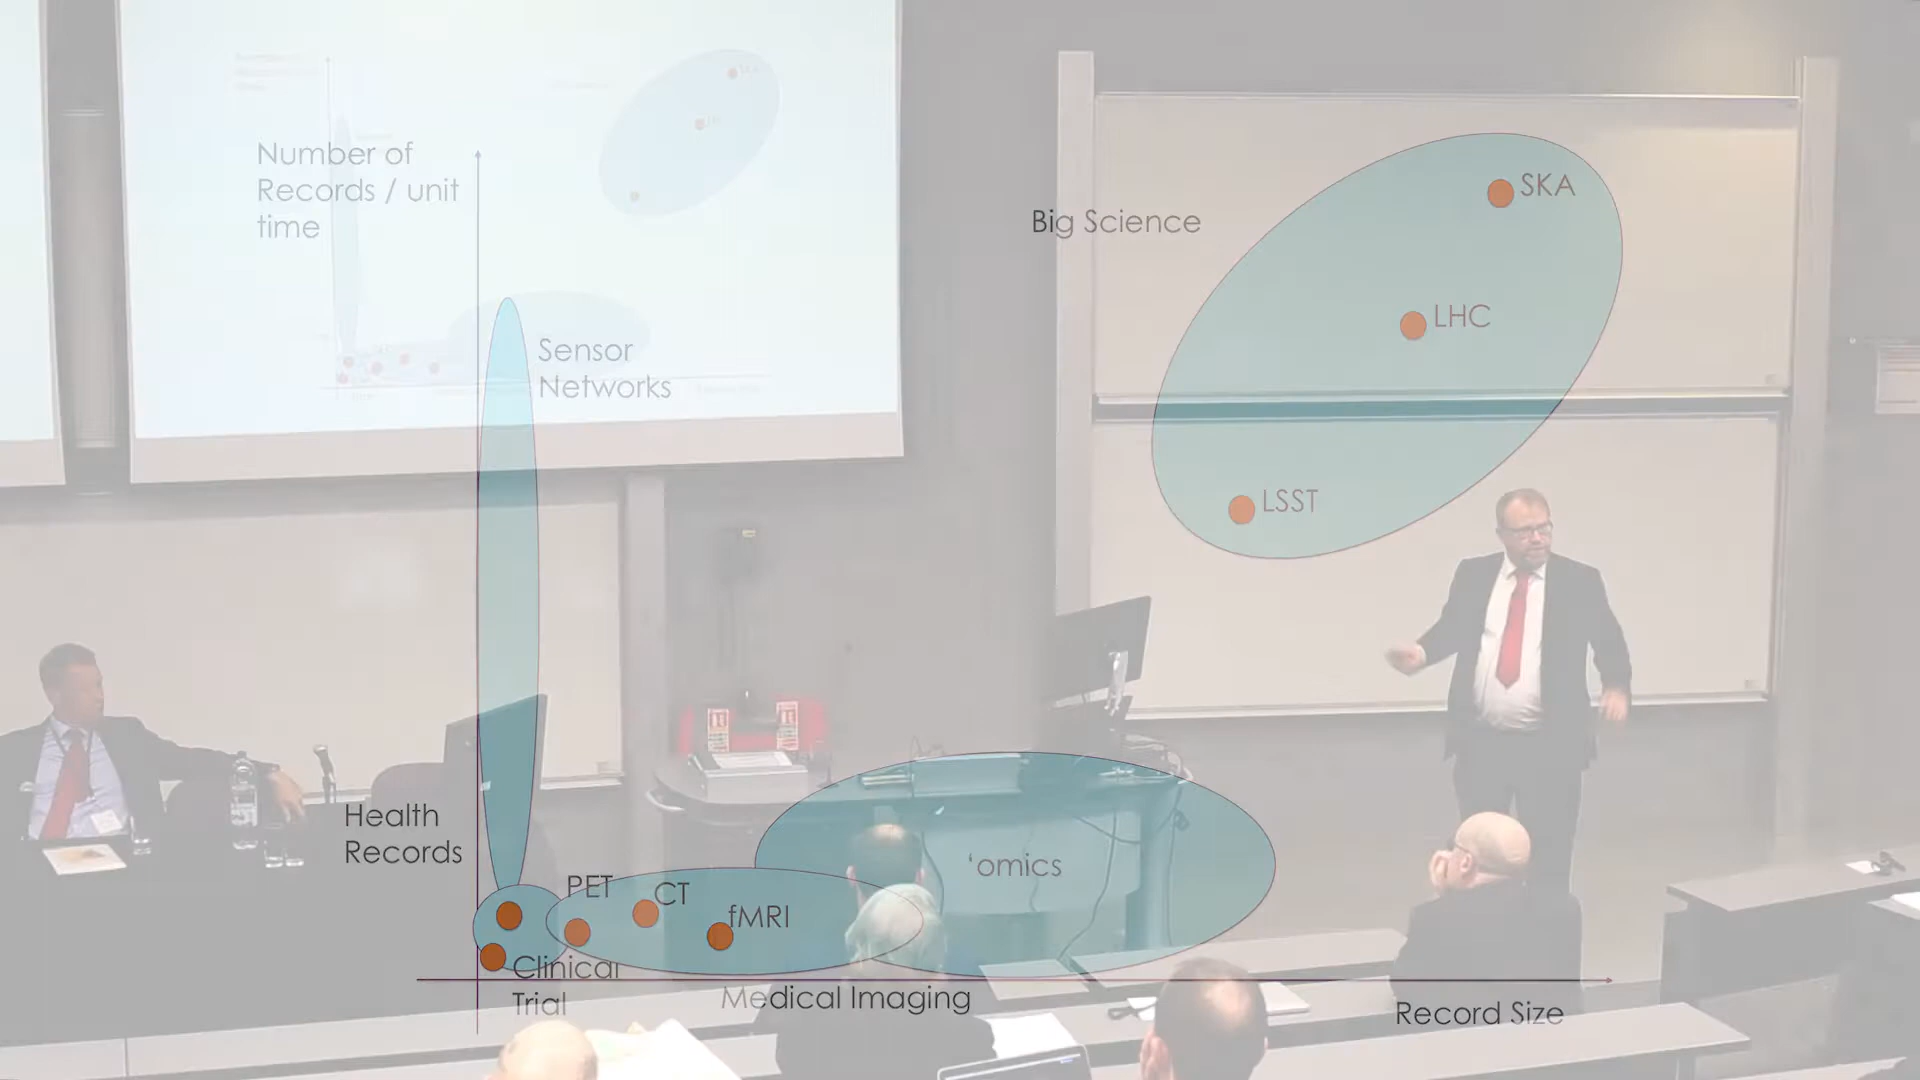 Number of
Records / unit
time
Big Science
SKA
LHC
Sensor
Networks
LSST
Health
Records
'omics
PET
CT
fMRI
Clinical
Trial
Medical Imaging
Record Size